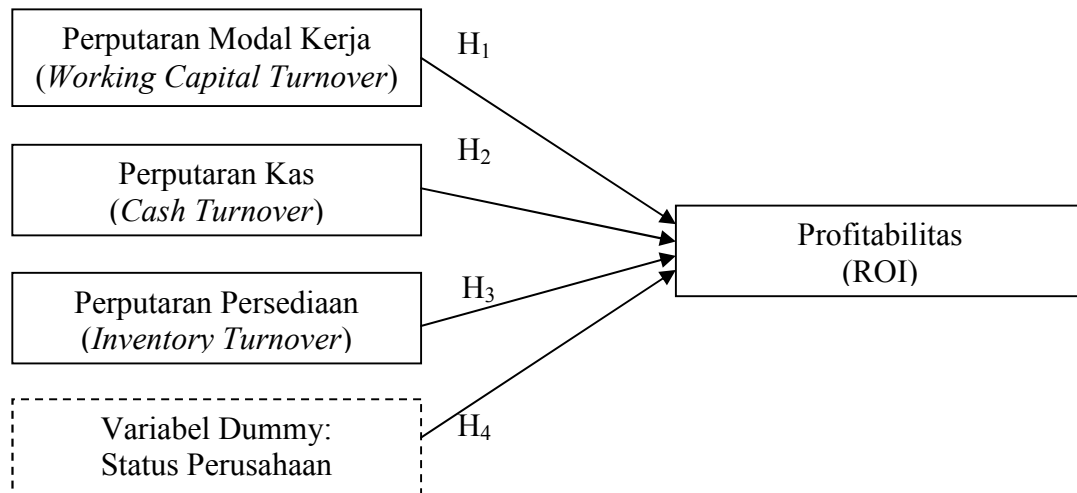 Perputaran Modal Kerja
(Working Capital Turnover)
H1
Perputaran Kas
(Cash Turnover)
H2
Perputaran Persediaan
(Inventory Turnover)
H3
Variabel Dummy:
Status Perusahaan
H4
Profitabilitas
(ROI)